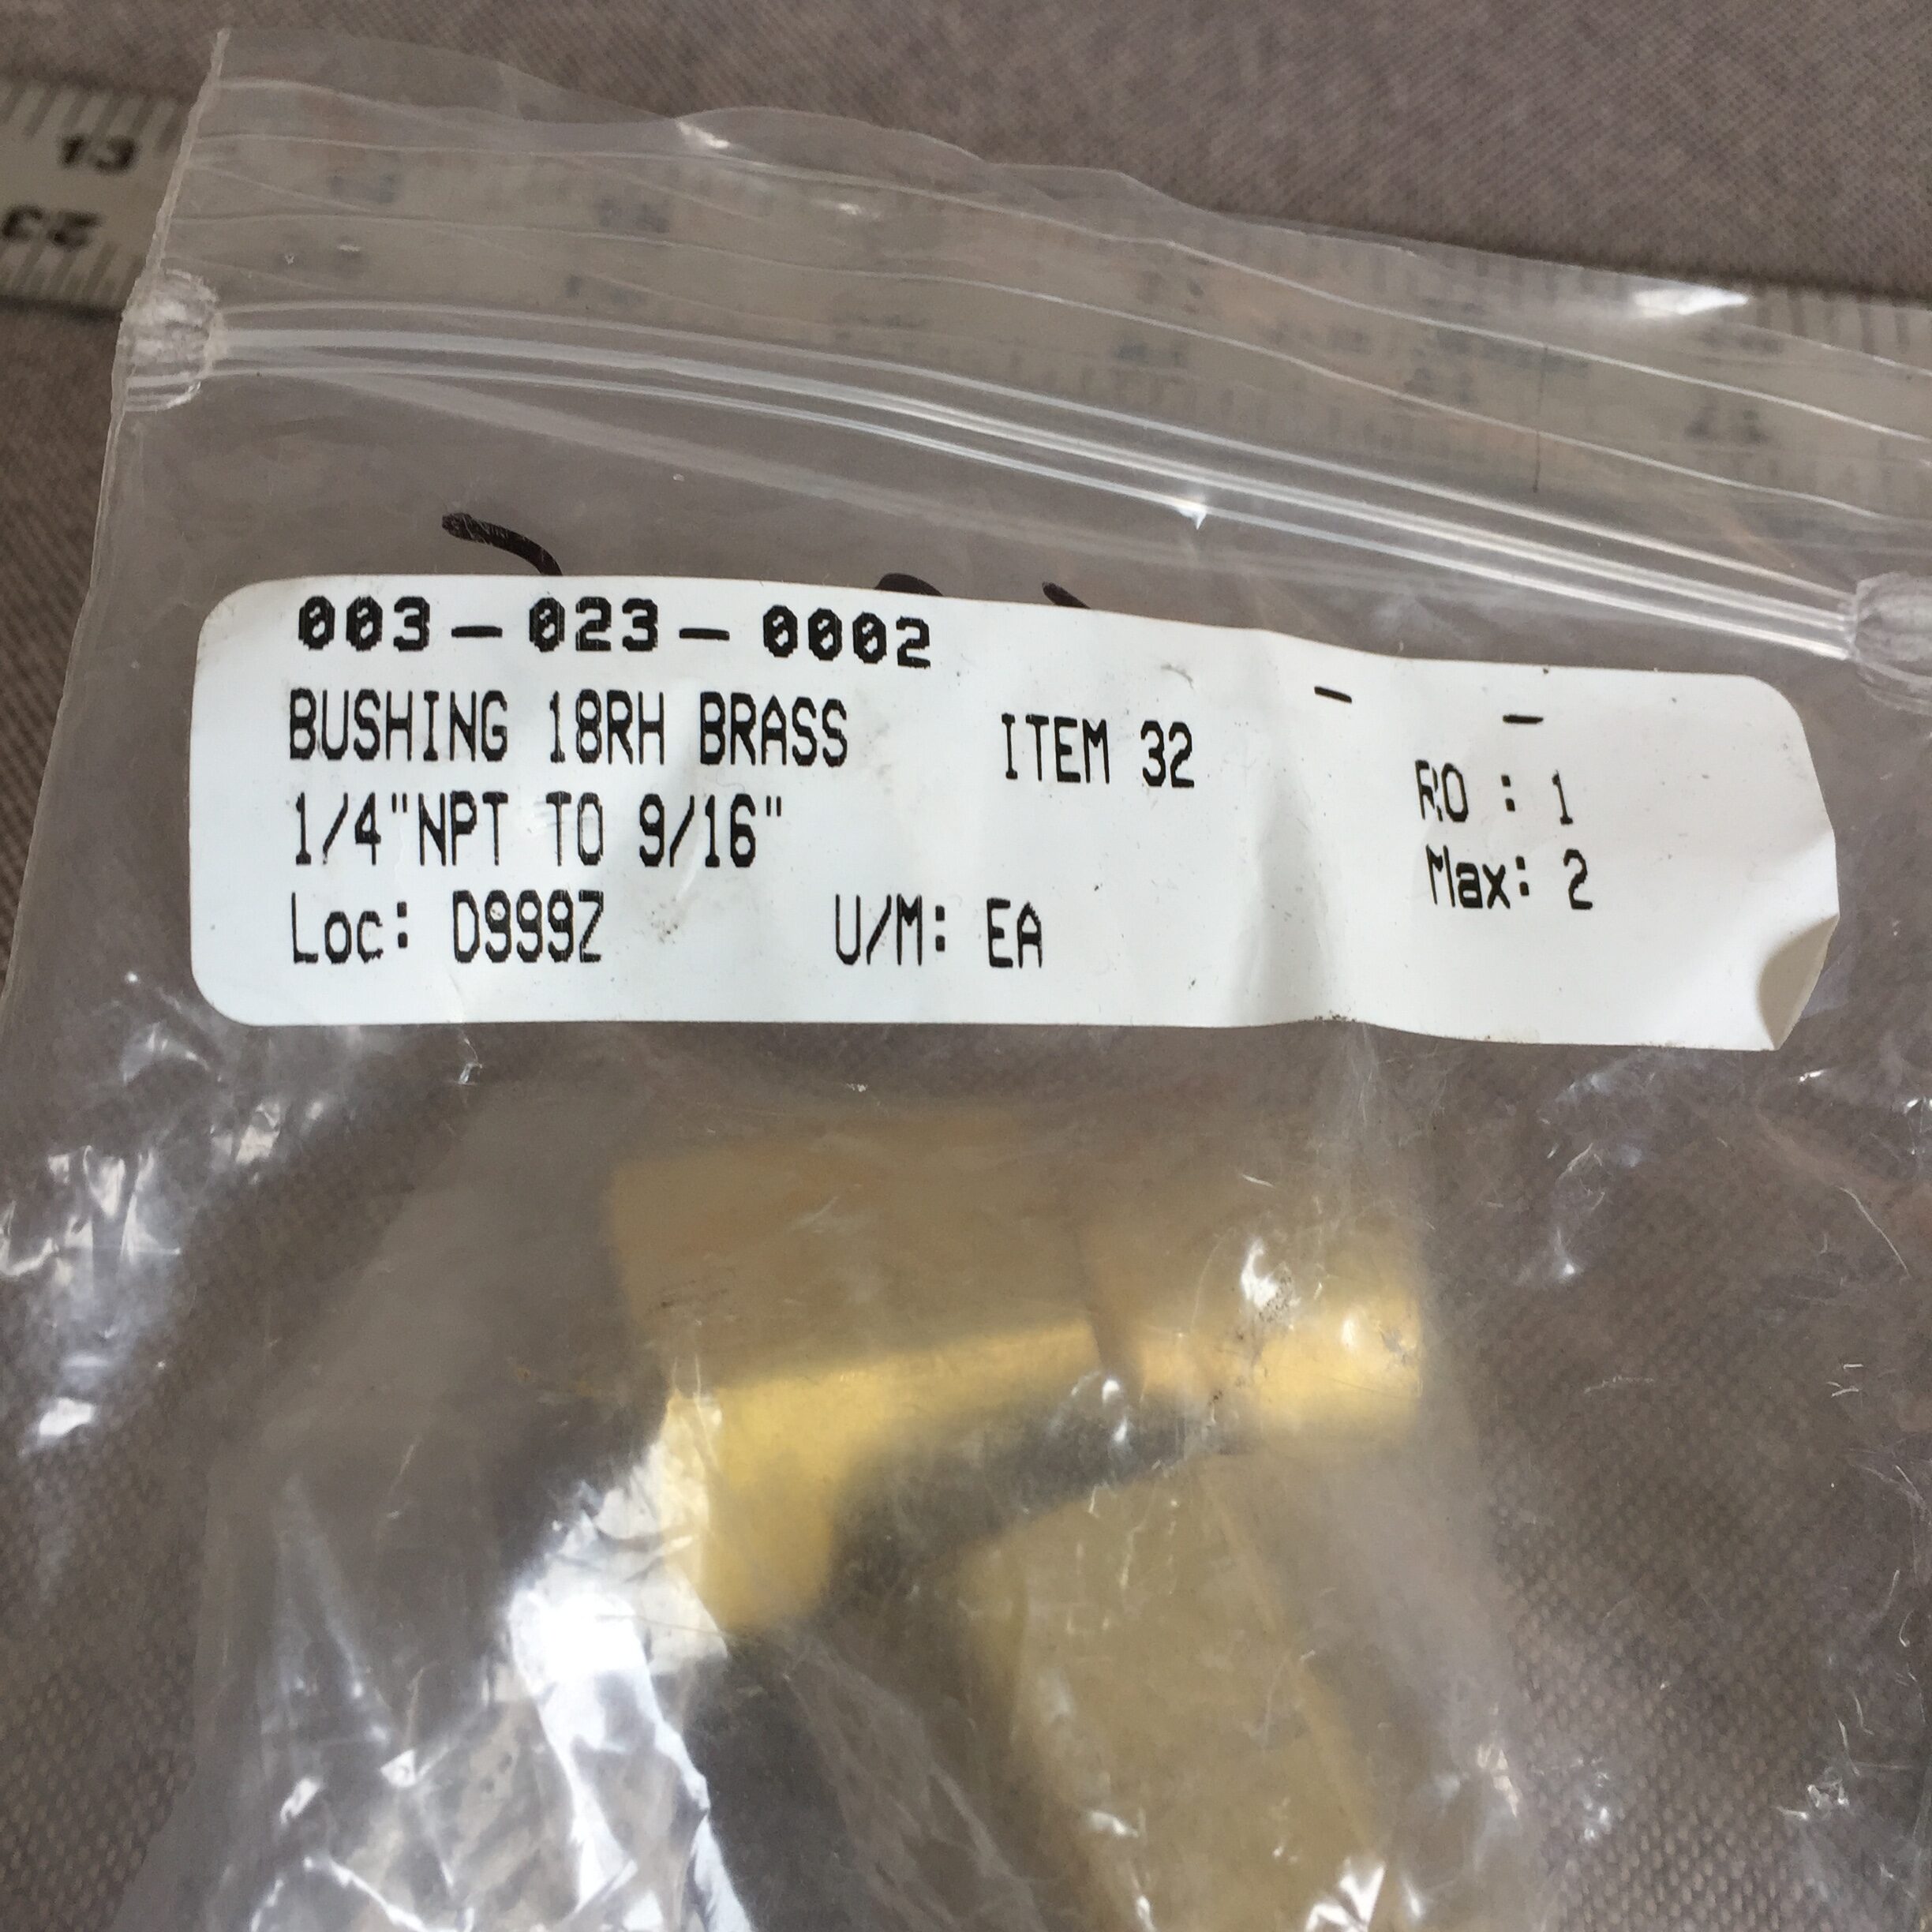 003-023-0002
BUSHING 18RH BRASS ITEM 32 - -
1/4"NPT TO 9/16" RO : 1
Loc: D999Z U/M: EA Max: 2
13